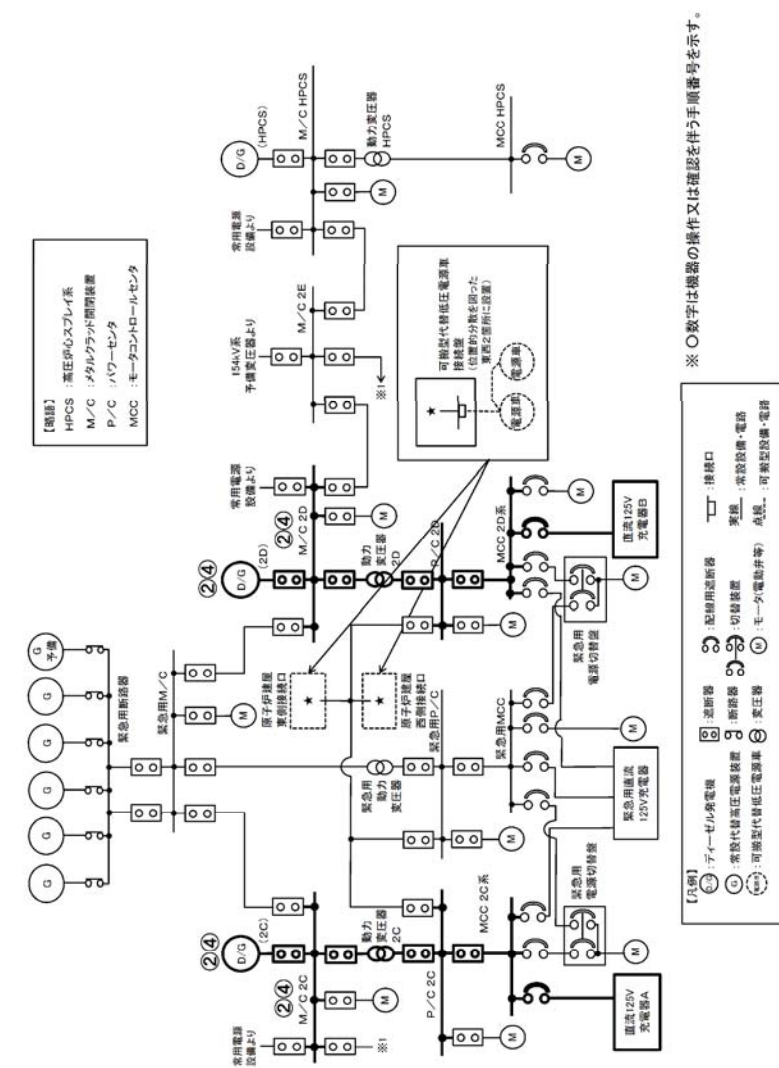 【略語】
HPCS :高圧炉心スプレイ系
M/C :メタルクラッド開閉装置
P/C :パワーセンタ
MCC :モータコントロールセンタ
G
G
G
G
G
G
予備
緊急用断路器
緊急用M/C
②④
D/G
(2C)
②④
M/C 2C
常用電源
設備より
※1
M
動力
変圧器
2C
P/C 2C
M
MCC 2C系
直流125V
充電器A
緊急用
電源切替盤
M
M
緊急用
動力
変圧器
緊急用P/C
M
M
緊急用MCC
M
緊急用直流
125V充電器
原子炉建屋
東側接続口
★
原子炉建屋
西側接続口
★
②④
D/G
(2D)
②④
M/C 2D
常用電源
設備より
M
動力
変圧器
2D
P/C 2D
M
MCC 2D系
M
直流125V
充電器B
緊急用
電源切替盤
M
154kV系
予備変圧器より
M/C 2E
※1
可搬型代替低圧電源車
接続盤
(位置的分散を図った
東西2箇所に設置)
★
電源車
電源車
D/G
(HPCS)
M/C HPCS
常用電源
設備より
M
動力変圧器
HPCS
MCC HPCS
M
【凡例】
D/G :ディーゼル発電機
G :常設代替高圧電源装置
電源車 :可搬型代替低圧電源車
:遮断器
:断路器
:変圧器
:配線用遮断器
:切替装置
M :モータ(電動弁等)
:接続口
実線 :常設設備・電路
点線 :可搬型設備・電路
※ ○数字は機器の操作又は確認を伴う手順番号を示す。